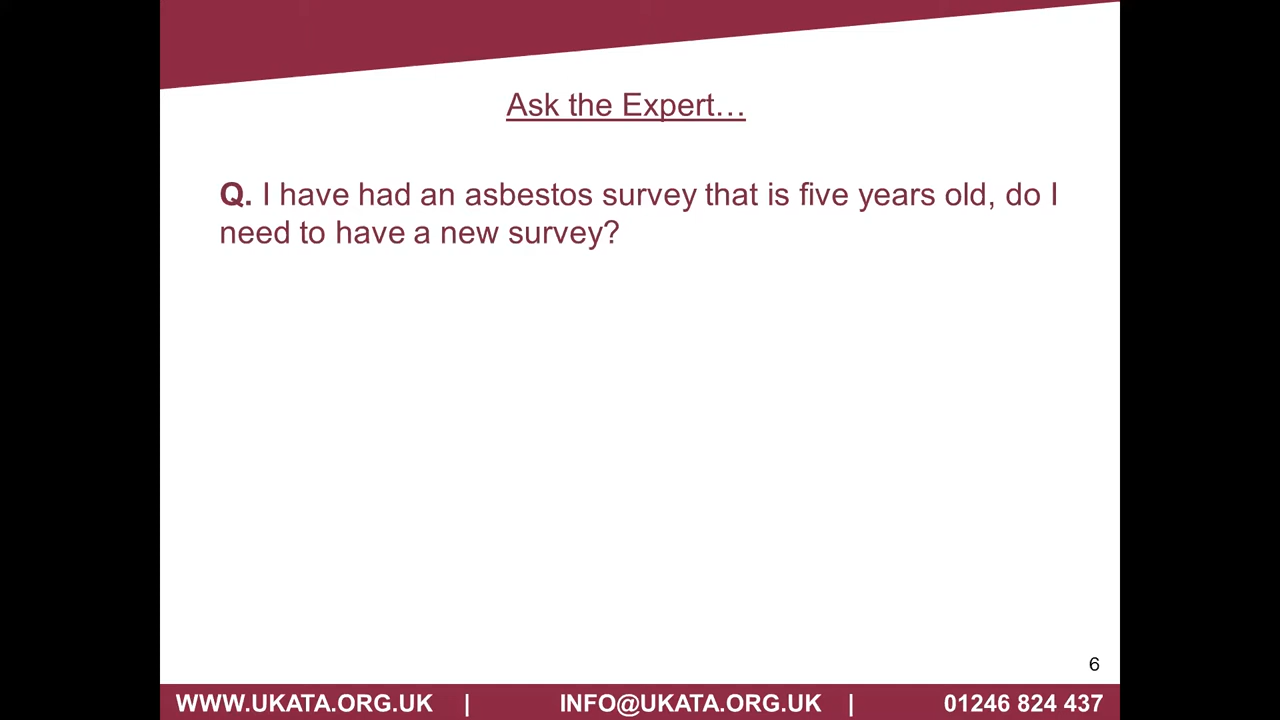 Ask the Expert…
Q. I have had an asbestos survey that is five years old, do I
need to have a new survey?
6
WWW.UKATA.ORG.UK | INFO@UKATA.ORG.UK | 01246 824 437